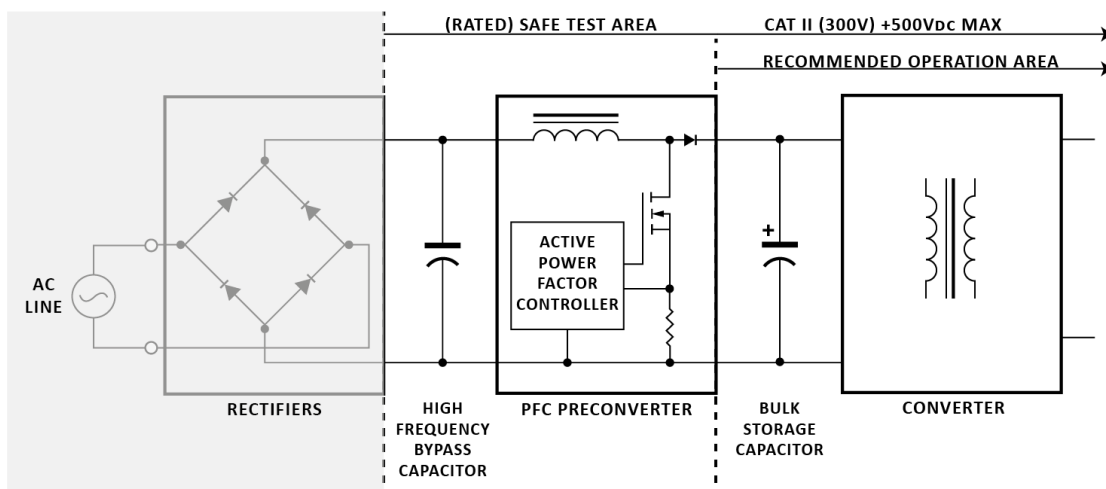 (RATED) SAFE TEST AREA
CAT II (300V) +500VDC MAX
RECOMMENDED OPERATION AREA
AC
LINE
ACTIVE
POWER
FACTOR
CONTROLLER
+
RECTIFIERS
HIGH
FREQUENCY
BYPASS
CAPACITOR
PFC PRECONVERTER
BULK
STORAGE
CAPACITOR
CONVERTER